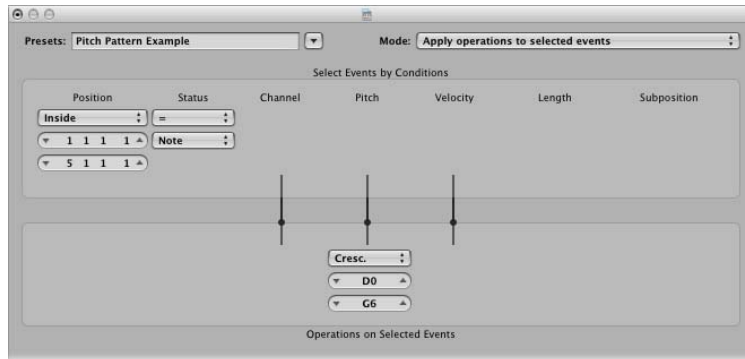 Presets: Pitch Pattern Example Mode: Apply operations to selected events
Select Events by Conditions
Position Status Channel Pitch Velocity Length Subposition
Inside =
1 1 1 1 Note
5 1 1 1
Cresc.
D0
G6
Operations on Selected Events